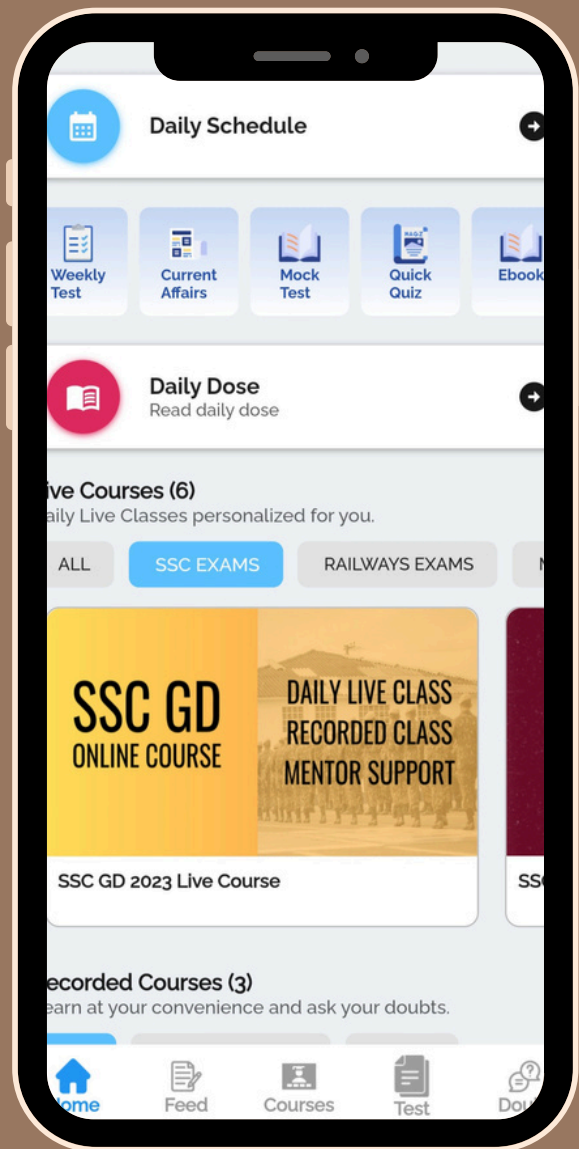 Daily Schedule
Weekly
Test
Current
Affairs
Mock
Test
Quick
Quiz
Ebook
Daily Dose
Read daily dose
ive Courses (6)
aily Live Classes personalized for you.
ALL
SSC EXAMS
RAILWAYS EXAMS
SSC GD
ONLINE COURSE
DAILY LIVE CLASS
RECORDED CLASS
MENTOR SUPPORT
SSC GD 2023 Live Course
SS
ecorded Courses (3)
earn at your convenience and ask your doubts.
ome
Feed
Courses
Test
Dou